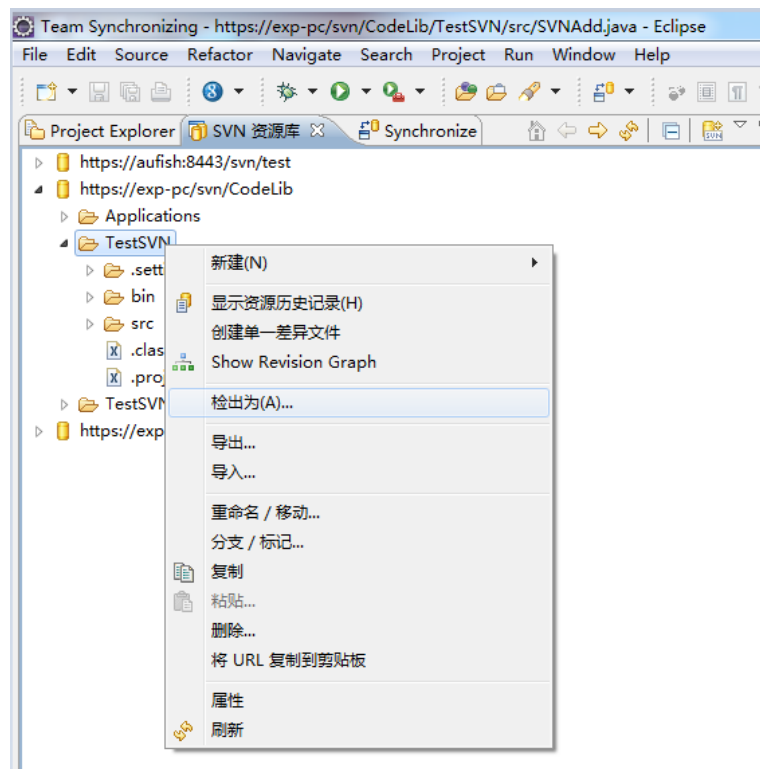 Team Synchronizing - https://exp-pc/svn/CodeLib/TestSVN/src/SVNAdd.java - Eclipse
File Edit Source Refactor Navigate Search Project Run Window Help
Project Explorer SVN 资源库 Synchronize
https://aufish:8443/svn/test
https://exp-pc/svn/CodeLib
Applications
TestSVN
.sett
bin
src
.clas
.proj
TestSVN
https://exp
新建(N)
显示资源历史记录(H)
创建单一差异文件
Show Revision Graph
检出为(A)...
导出...
导入...
重命名 / 移动...
分支 / 标记...
复制
粘贴...
删除...
将 URL 复制到剪贴板
属性
刷新